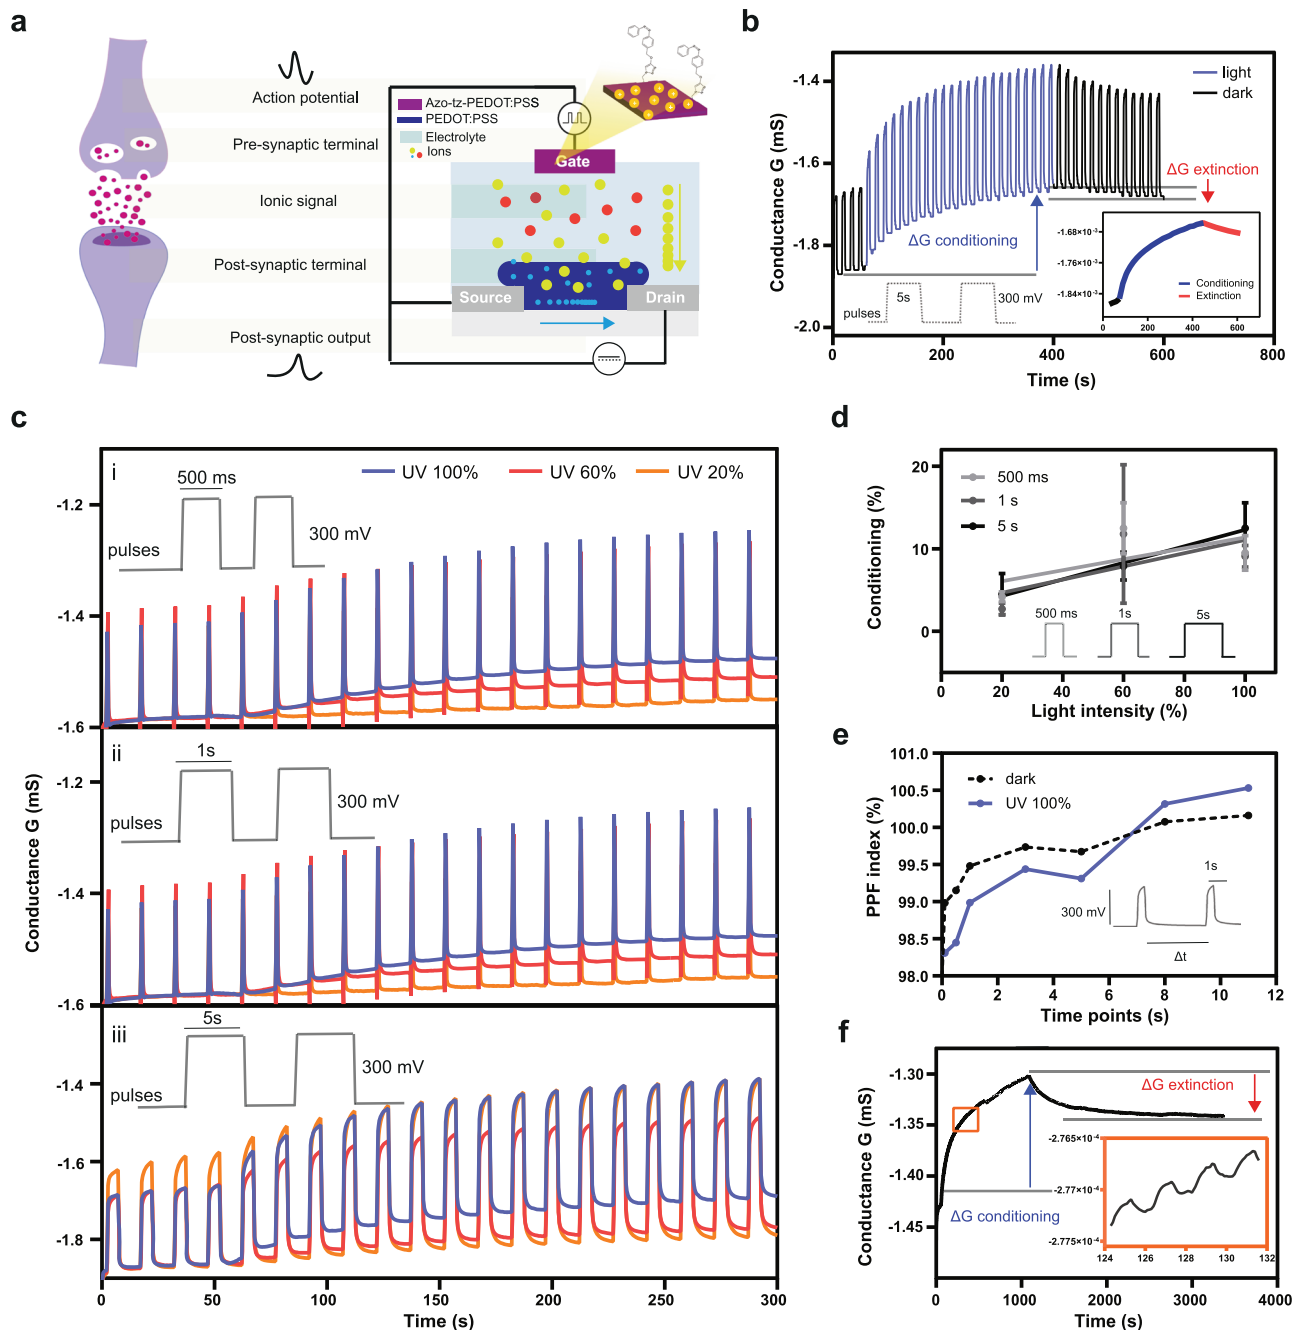 a
Action potential
Pre-synaptic terminal
Ionic signal
Post-synaptic terminal
Post-synaptic output
Azo-tz-PEDOT:PSS
PEDOT:PSS
Electrolyte
Ions
Gate
Source
Drain
b
Conductance G (mS)
-1.4
-1.6
-1.8
-2.0
light
dark
ΔG extinction
ΔG conditioning
pulses
5s
300 mV
-1.68×10⁻³
-1.76×10⁻³
-1.84×10⁻³
Conditioning
Extinction
0 200 400 600
0 200 400 600 800
Time (s)
c
Conductance G (mS)
i
500 ms
pulses
300 mV
UV 100%
UV 60%
UV 20%
-1.2
-1.4
-1.6
ii
1s
pulses
300 mV
-1.2
-1.4
-1.6
iii
5s
pulses
300 mV
-1.4
-1.6
-1.8
0 50 100 150 200 250 300
Time (s)
d
Conditioning (%)
20
10
0
500 ms
1 s
5 s
500 ms 1s 5s
0 20 40 60 80 100
Light intensity (%)
e
PPF index (%)
101.0
100.5
100.0
99.5
99.0
98.5
98.0
dark
UV 100%
1s
300 mV
Δt
0 2 4 6 8 10 12
Time points (s)
f
Conductance G (mS)
-1.30
-1.35
-1.40
-1.45
ΔG extinction
ΔG conditioning
-2.765×10⁻⁴
-2.77×10⁻⁴
-2.775×10⁻⁴
124 126 128 130 132
0 1000 2000 3000 4000
Time (s)